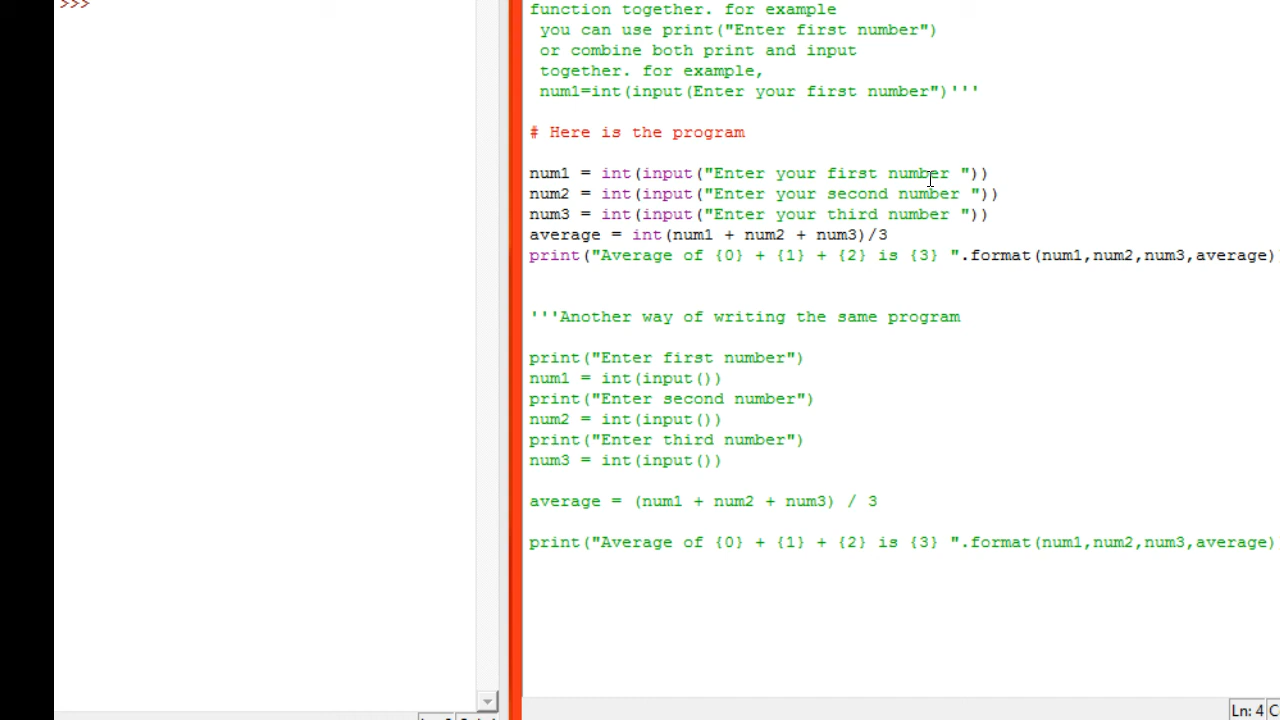 >>>
function together. for example
you can use print("Enter first number")
or combine both print and input
together. for example,
num1=int(input(Enter your first number")'''
# Here is the program
num1 = int(input("Enter your first number "))
num2 = int(input("Enter your second number "))
num3 = int(input("Enter your third number "))
average = int(num1 + num2 + num3)/3
print("Average of {0} + {1} + {2} is {3} ".format(num1,num2,num3,average)
'''Another way of writing the same program
print("Enter first number")
num1 = int(input())
print("Enter second number")
num2 = int(input())
print("Enter third number")
num3 = int(input())
average = (num1 + num2 + num3) / 3
print("Average of {0} + {1} + {2} is {3} ".format(num1,num2,num3,average)
Ln: 4 C